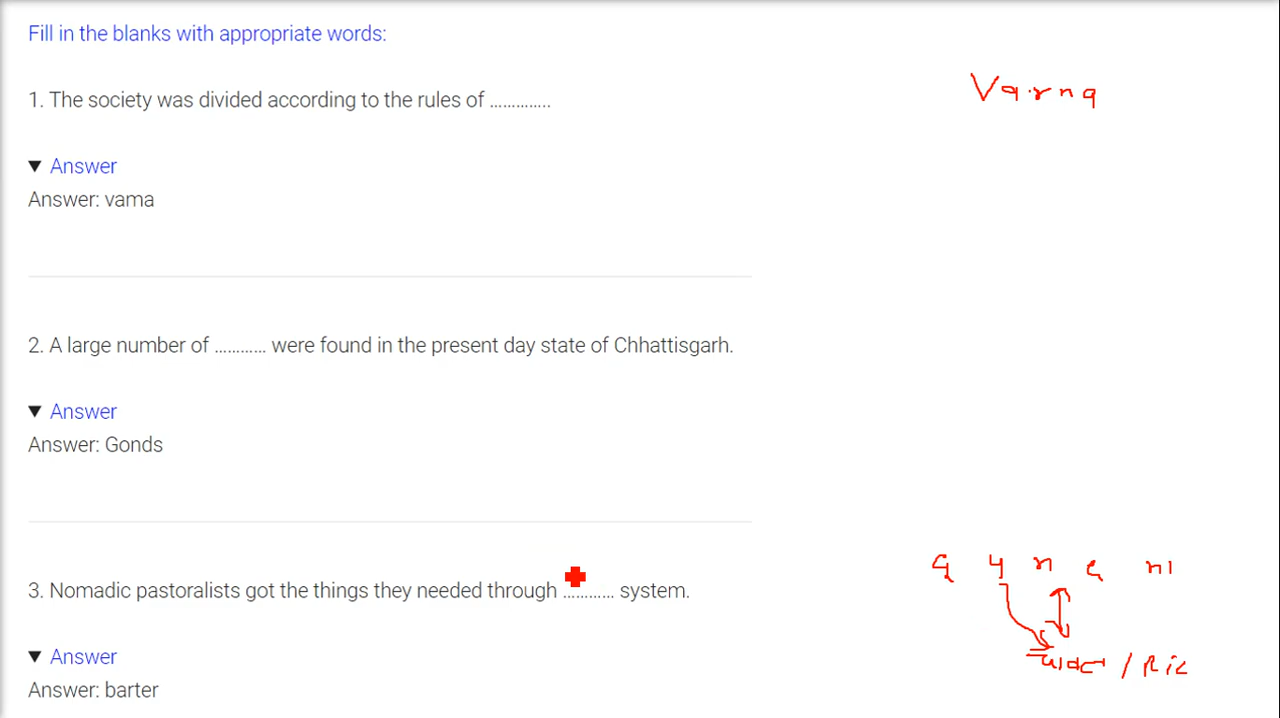 Fill in the blanks with appropriate words:
1. The society was divided according to the rules of .............
Varna
▼ Answer
Answer: vama
2. A large number of ............ were found in the present day state of Chhattisgarh.
▼ Answer
Answer: Gonds
3. Nomadic pastoralists got the things they needed through ............ system.
▼ Answer
Answer: barter